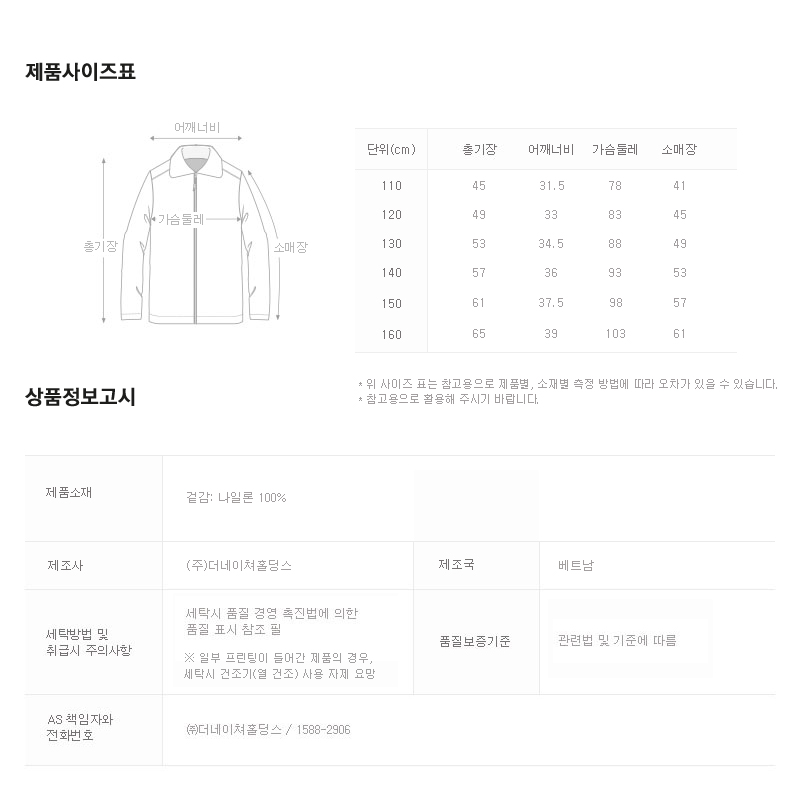 제품사이즈표
어깨너비
가슴둘레
총기장
소매장
단위(cm) 총기장 어깨너비 가슴둘레 소매장
110 45 31.5 78 41
120 49 33 83 45
130 53 34.5 88 49
140 57 36 93 53
150 61 37.5 98 57
160 65 39 103 61
* 위 사이즈 표는 참고용으로 제품별, 소재별 측정 방법에 따라 오차가 있을 수 있습니다.
* 참고용으로 활용해 주시기 바랍니다.
상품정보고시
제품소재 겉감: 나일론 100%
제조사 (주)더네이쳐홀딩스 제조국 베트남
세탁방법 및
취급시 주의사항
세탁시 품질 경영 촉진법에 의한
품질 표시 참조 필
※ 일부 프린팅이 들어간 제품의 경우,
세탁시 건조기(열 건조) 사용 자제 요망
품질보증기준 관련법 및 기준에 따름
AS 책임자와
전화번호
㈜더네이쳐홀딩스 / 1588-2906